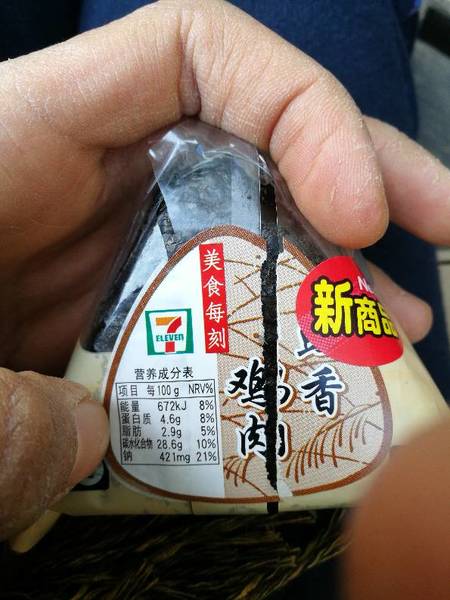 美食每刻
7
ELEVEN
New
新商品
香
鸡肉
营养成分表
项目 每100g NRV%
能量 672kJ 8%
蛋白质 4.6g 8%
脂肪 2.9g 5%
碳水化合物 28.6g 10%
钠 421mg 21%